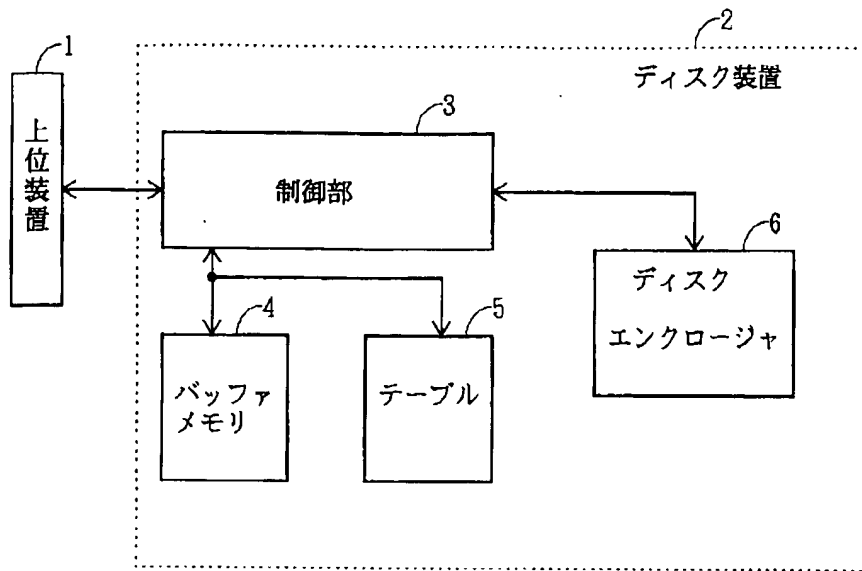 1
上位装置
2
ディスク装置
3
制御部
4
バッファ
メモリ
5
テーブル
6
ディスク
エンクロージャ